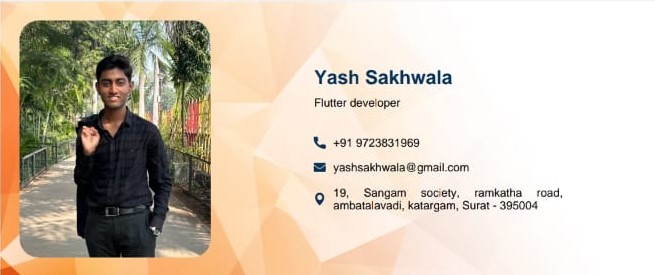 Yash Sakhwala
Flutter developer
+91 9723831969
yashsakhwala@gmail.com
19, Sangam society, ramkatha road,
ambatalavadi, katargam, Surat - 395004